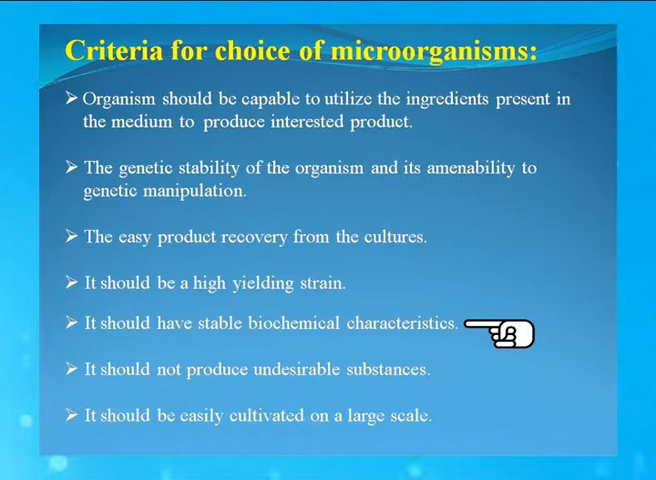 Criteria for choice of microorganisms:
➢ Organism should be capable to utilize the ingredients present in
the medium to produce interested product.
➢ The genetic stability of the organism and its amenability to
genetic manipulation.
➢ The easy product recovery from the cultures.
➢ It should be a high yielding strain.
➢ It should have stable biochemical characteristics.
➢ It should not produce undesirable substances.
➢ It should be easily cultivated on a large scale.